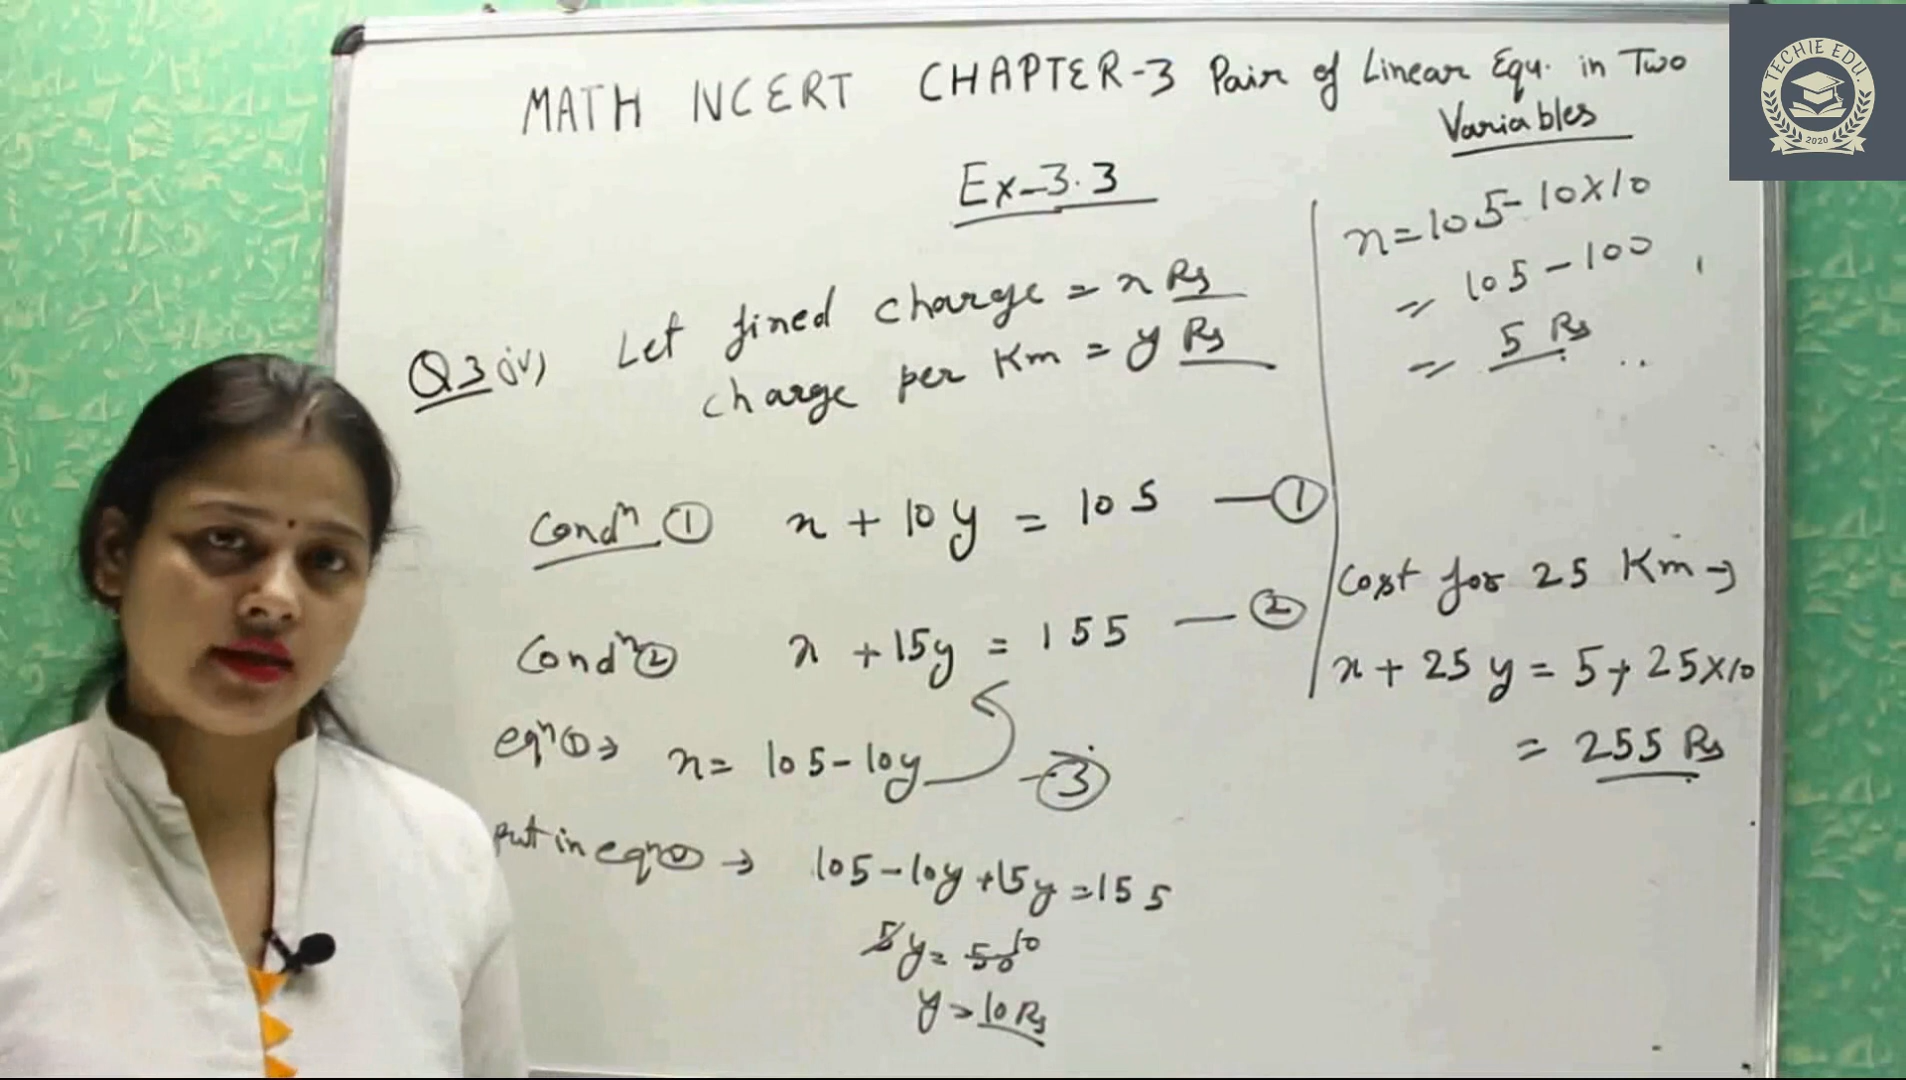 MATH NCERT CHAPTER-3 Pair of Linear Equ. in Two
Variables
Ex-3.3
Q3(iv) Let fixed charge = x Rs
charge per Km = y Rs
Condⁿ ① x + 10y = 105 — ①
Condⁿ② x + 15y = 155 — ②
eqⁿ①⇒ x = 105-10y — ③
put in eqⁿ② → 105-10y+15y=155
5y = 50 10
y = 10 Rs
x = 105-10×10
= 105-100
= 5 Rs
Cost for 25 Km →
x + 25 y = 5 + 25×10
= 255 Rs
TECHIE EDU.
2020